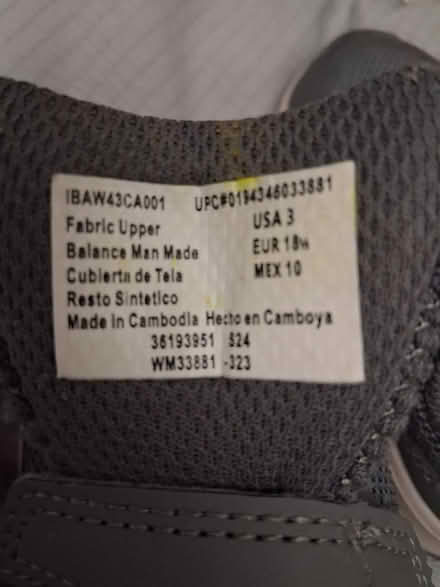 IBAW43CA001 UPC#0194346033881
Fabric Upper USA 3
Balance Man Made EUR 18½
Cubierta de Tela MEX 10
Resto Sintetico
Made in Cambodia Hecho en Camboya
36193951 S24
WM33881 -323